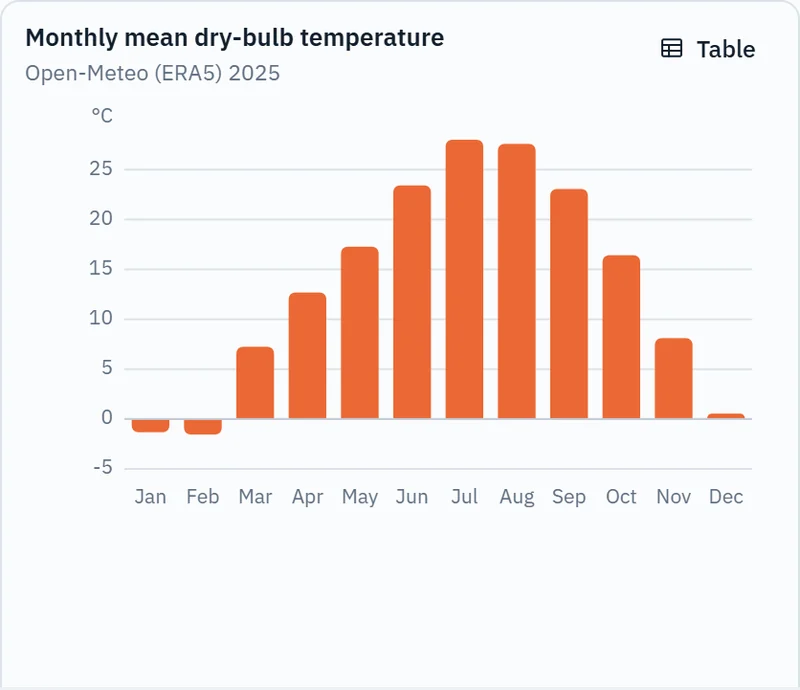 Monthly mean dry-bulb temperature
Table
Open-Meteo (ERA5) 2025
°C
25
20
15
10
5
0
-5
Jan Feb Mar Apr May Jun Jul Aug Sep Oct Nov Dec